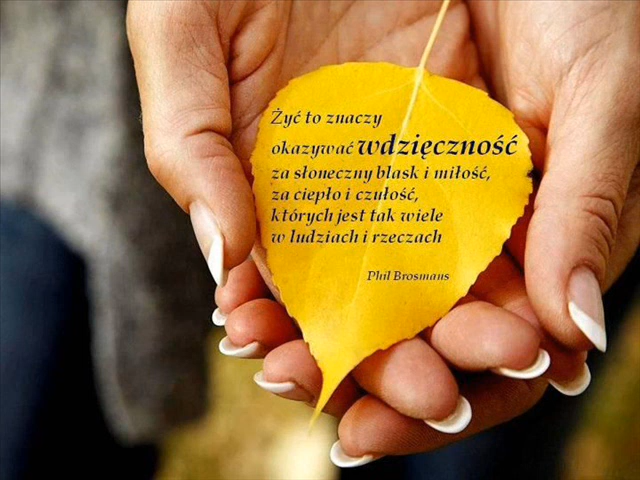 Żyć to znaczy
okazywać wdzięczność
za słoneczny blask i miłość,
za ciepło i czułość,
których jest tak wiele
w ludziach i rzeczach
Phil Brosmans